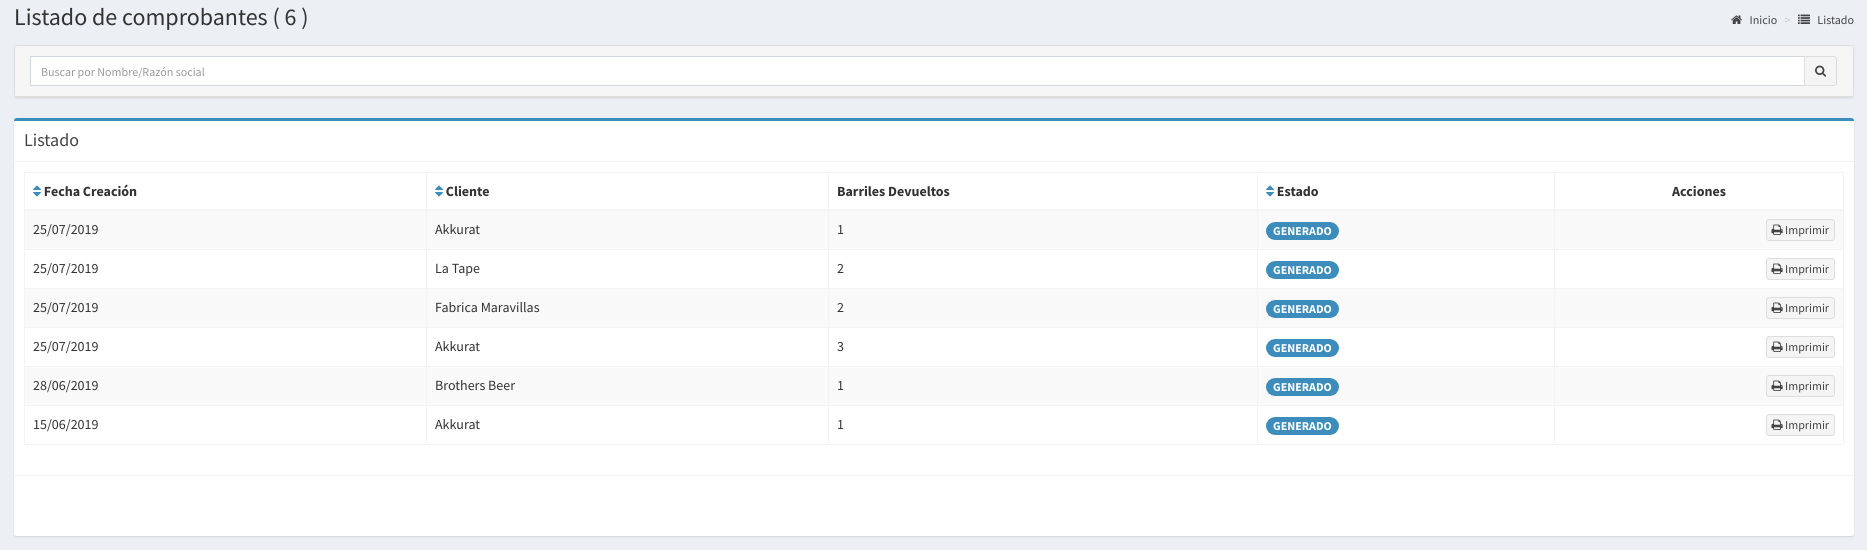 Listado de comprobantes ( 6 )
Inicio > Listado
Buscar por Nombre/Razón social
Listado
Fecha Creación Cliente Barriles Devueltos Estado Acciones
25/07/2019 Akkurat 1 GENERADO Imprimir
25/07/2019 La Tape 2 GENERADO Imprimir
25/07/2019 Fabrica Maravillas 2 GENERADO Imprimir
25/07/2019 Akkurat 3 GENERADO Imprimir
28/06/2019 Brothers Beer 1 GENERADO Imprimir
15/06/2019 Akkurat 1 GENERADO Imprimir